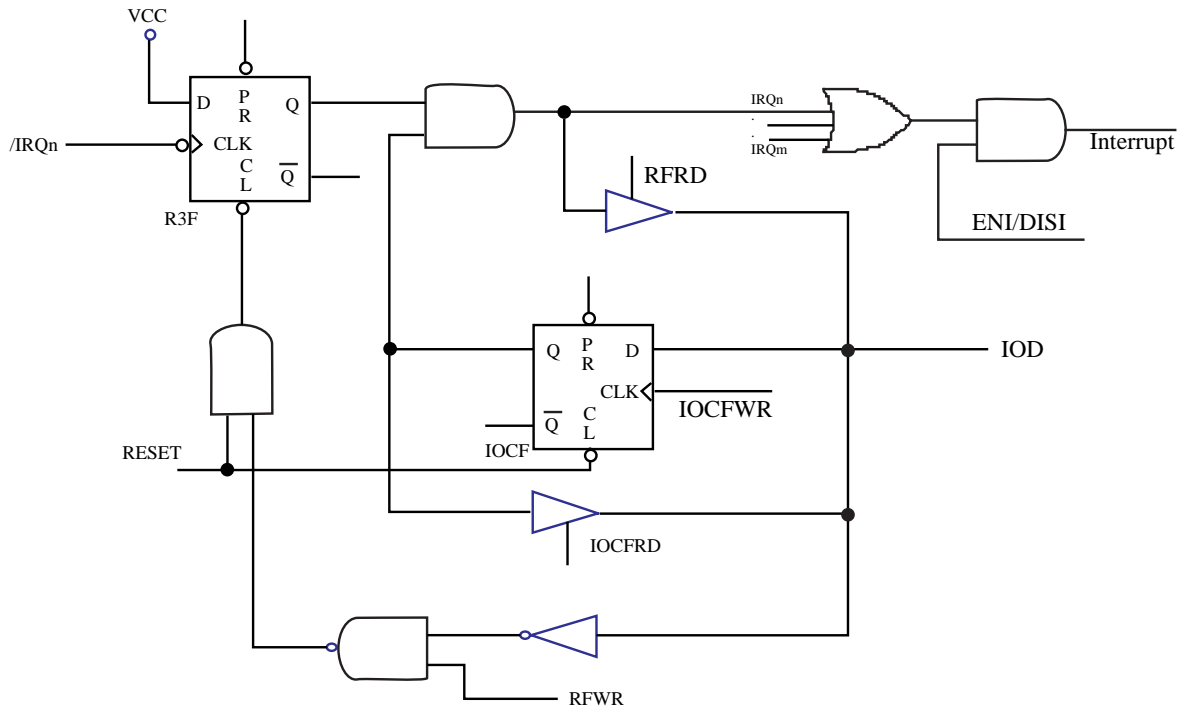 VCC
D
P
R
Q
/IRQn
CLK
C
L
Q
R3F
IRQn
.
.
IRQm
Interrupt
RFRD
ENI/DISI
Q
P
R
D
IOD
CLK
IOCFWR
Q
C
L
IOCF
RESET
IOCFRD
RFWR